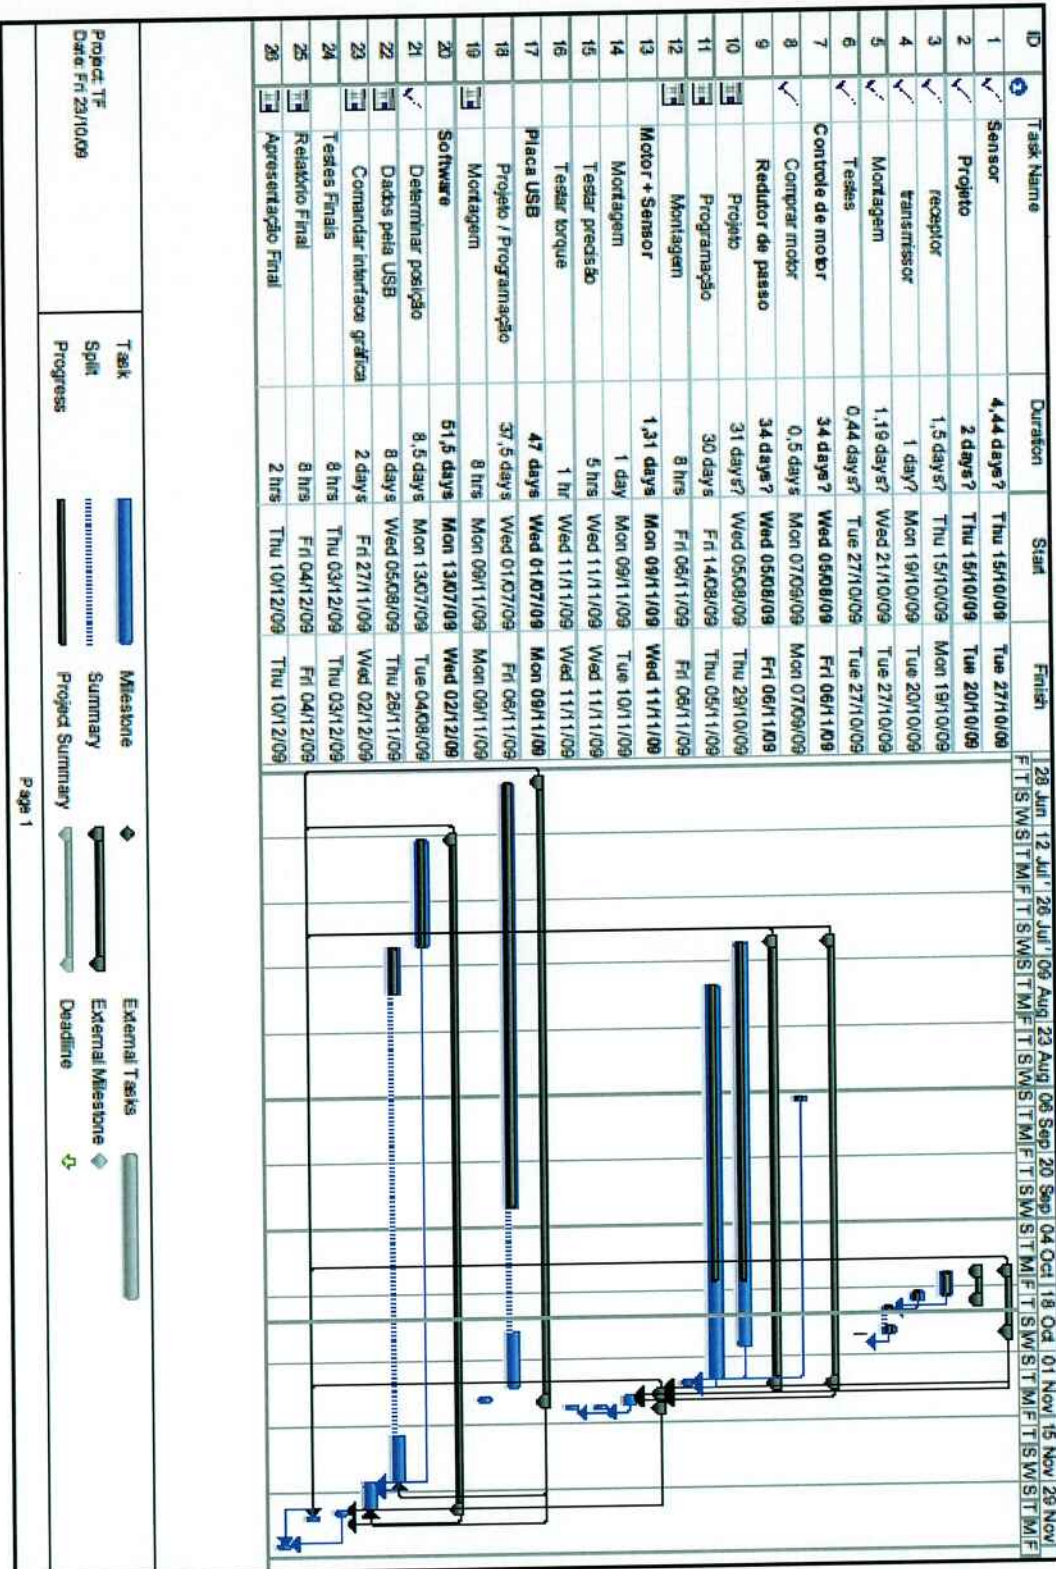 ID Task Name Duration Start Finish 28 Jun 12 Jul ' 26 Jul ' 09 Aug 23 Aug 06 Sep 20 Sep 04 Oct 18 Oct 01 Nov 15 Nov 29 Nov
F T S W S T M F T S W S T M F T S W S T M F T S W S T M F T S W S T M F
1 Sensor 4,44 days? Thu 15/10/09 Tue 27/10/09
2 Projeto 2 days? Thu 15/10/09 Tue 20/10/09
3 receptor 1,5 days? Thu 15/10/09 Mon 19/10/09
4 transmissor 1 day? Mon 19/10/09 Tue 20/10/09
5 Montagem 1,19 days? Wed 21/10/09 Tue 27/10/09
6 Testes 0,44 days? Tue 27/10/09 Tue 27/10/09
7 Controle de motor 34 days? Wed 05/08/09 Fri 06/11/09
8 Comprar motor 0,5 days Mon 07/09/09 Mon 07/09/09
9 Redutor de passo 34 days? Wed 05/08/09 Fri 06/11/09
10 Projeto 31 days? Wed 05/08/09 Thu 29/10/09
11 Programação 30 days Fri 14/08/09 Thu 05/11/09
12 Montagem 8 hrs Fri 06/11/09 Fri 06/11/09
13 Motor + Sensor 1,31 days Mon 09/11/09 Wed 11/11/09
14 Montagem 1 day Mon 09/11/09 Tue 10/11/09
15 Testar precisão 5 hrs Wed 11/11/09 Wed 11/11/09
16 Testar torque 1 hr Wed 11/11/09 Wed 11/11/09
17 Placa USB 47 days Wed 01/07/09 Mon 09/11/09
18 Projeto / Programação 37,5 days Wed 01/07/09 Fri 06/11/09
19 Montagem 8 hrs Mon 09/11/09 Mon 09/11/09
20 Software 51,5 days Mon 13/07/09 Wed 02/12/09
21 Determinar posição 8,5 days Mon 13/07/09 Tue 04/08/09
22 Dados pela USB 8 days Wed 05/08/09 Thu 26/11/09
23 Comandar interface gráfica 2 days Fri 27/11/09 Wed 02/12/09
24 Testes Finais 8 hrs Thu 03/12/09 Thu 03/12/09
25 Relatório Final 8 hrs Fri 04/12/09 Fri 04/12/09
26 Apresentação Final 2 hrs Thu 10/12/09 Thu 10/12/09
Project: TF
Date: Fri 23/10/09
Task Milestone External Tasks
Split Summary External Milestone
Progress Project Summary Deadline
Page 1